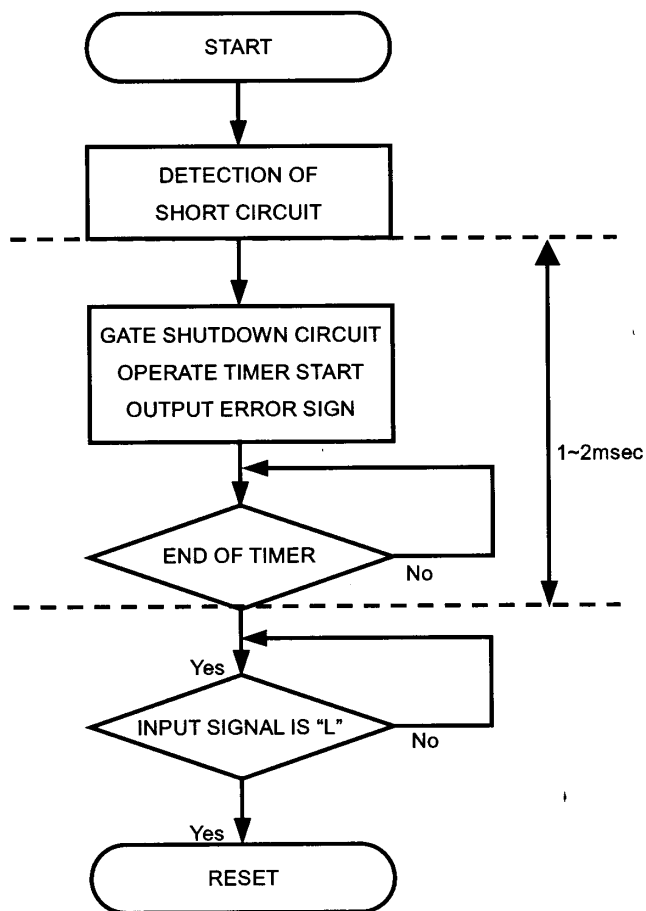 START
DETECTION OF
SHORT CIRCUIT
GATE SHUTDOWN CIRCUIT
OPERATE TIMER START
OUTPUT ERROR SIGN
1~2msec
END OF TIMER
No
Yes
INPUT SIGNAL IS “L”
No
Yes
RESET